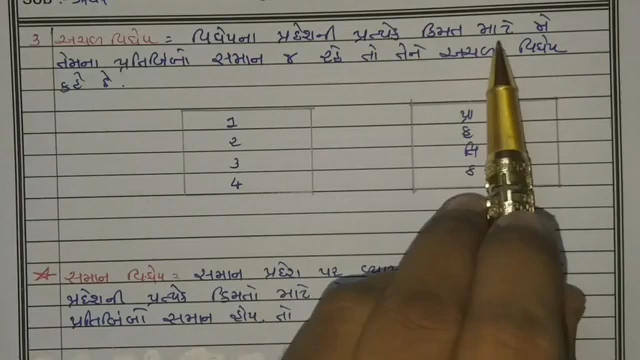 SUB:
3 અચળ વિધેય = વિધેયના પ્રદેશની પ્રત્યેક કિંમત માટે જો
તેમના પ્રતિબિંબો સમાન જ રહે તો તેને અચળ વિધેય
કહે છે.
1 પ્રા
2 હ
3 સિ
4 ક
* સમાન વિધેય = સમાન પ્રદેશ પર
પ્રદેશની પ્રત્યેક કિંમતો માટે
પ્રતિબિંબો સમાન હોય તો